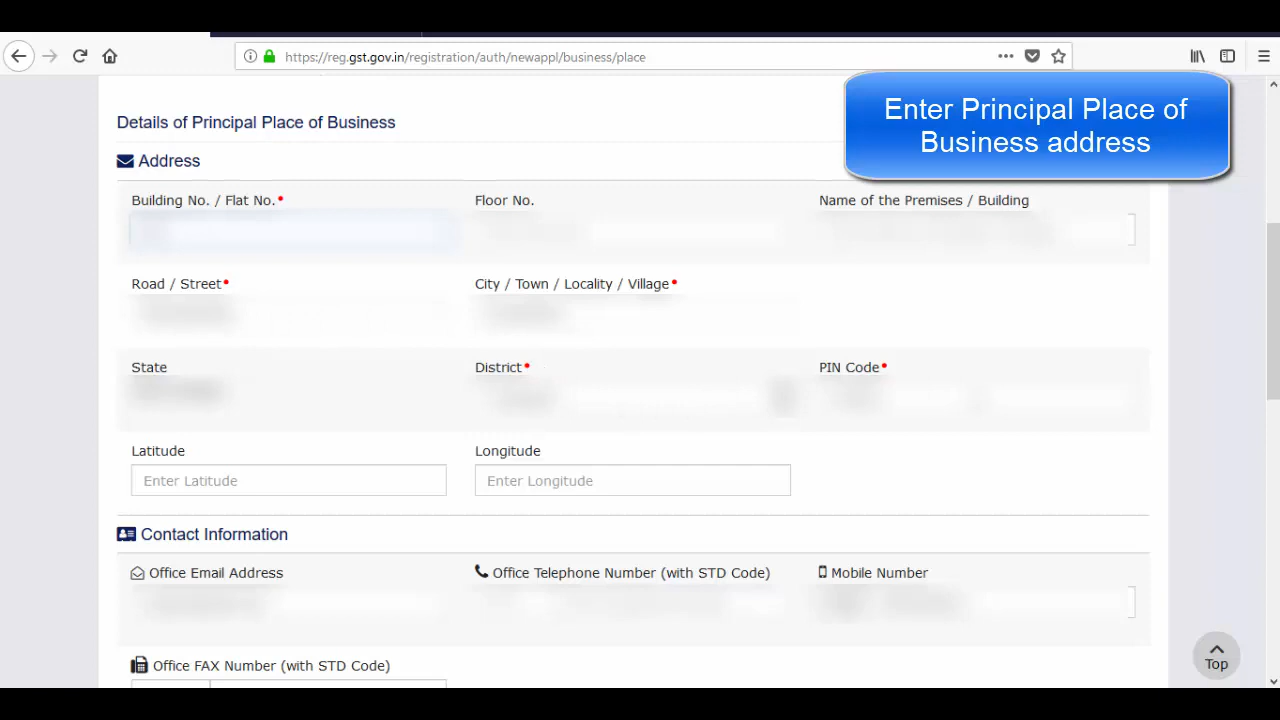 https://reg.gst.gov.in/registration/auth/newappl/business/place
Enter Principal Place of
Business address
Details of Principal Place of Business
Address
Building No. / Flat No.•
Floor No.
Name of the Premises / Building
Road / Street•
City / Town / Locality / Village•
State
District•
PIN Code•
Latitude
Longitude
Enter Latitude
Enter Longitude
Contact Information
Office Email Address
Office Telephone Number (with STD Code)
Mobile Number
Office FAX Number (with STD Code)
Top